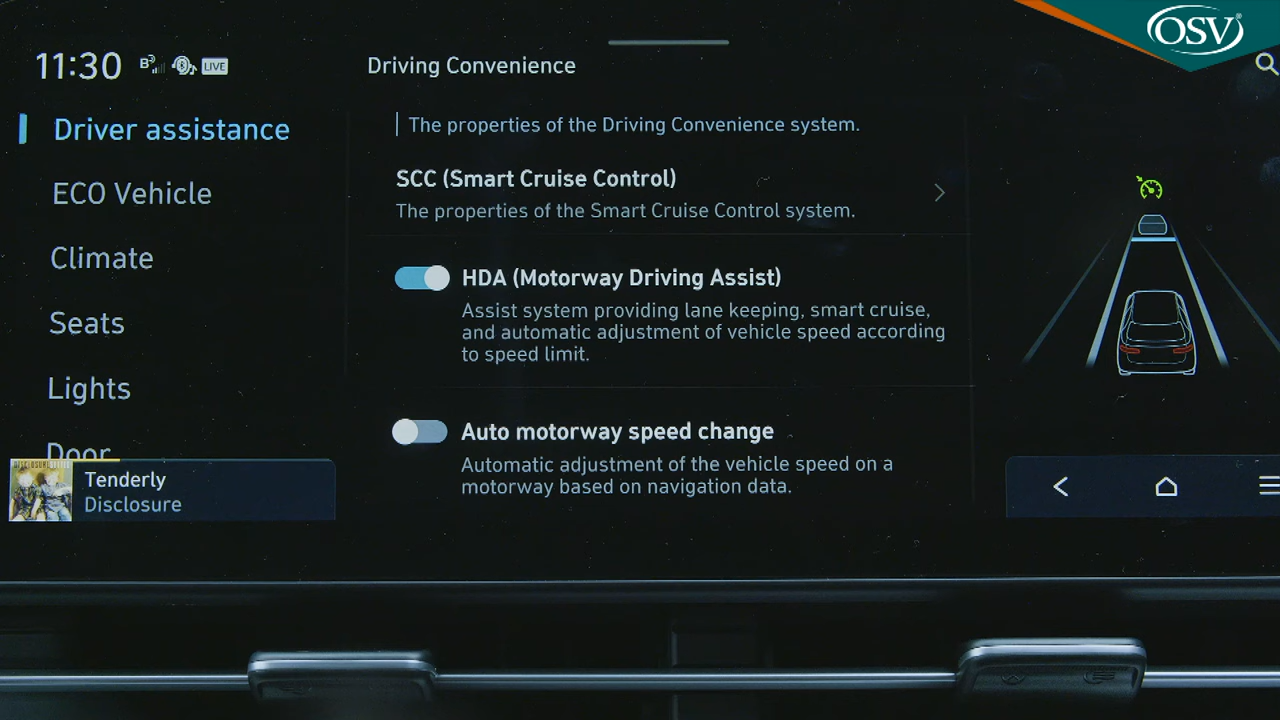 OSV
11:30
LIVE
Driving Convenience
Driver assistance
ECO Vehicle
Climate
Seats
Lights
Door
Tenderly
Disclosure
The properties of the Driving Convenience system.
SCC (Smart Cruise Control)
The properties of the Smart Cruise Control system.
HDA (Motorway Driving Assist)
Assist system providing lane keeping, smart cruise,
and automatic adjustment of vehicle speed according
to speed limit.
Auto motorway speed change
Automatic adjustment of the vehicle speed on a
motorway based on navigation data.